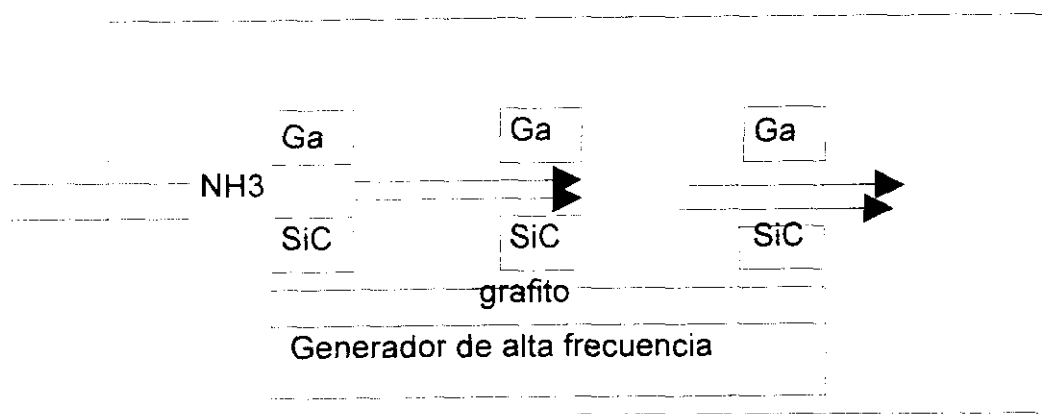 Ga Ga Ga
NH3
SiC SiC SiC
grafito
Generador de alta frecuencia